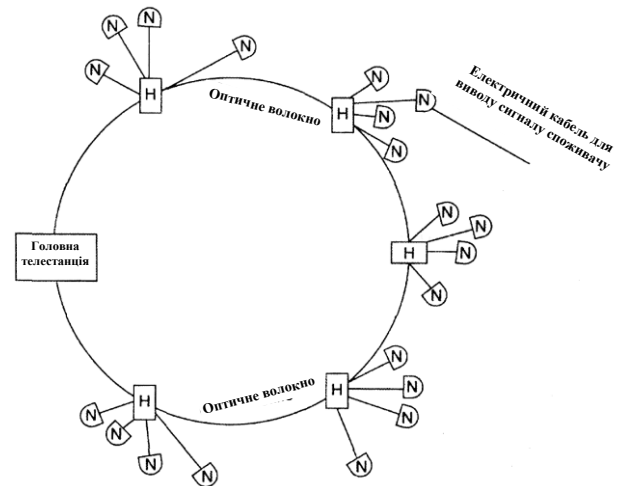 N
N
N
N
N
H
Оптичне волокно
H
N
N
N
Електричний кабель для
виводу сигналу споживачу
N
N
H
N
N
Головна
телестанція
N
H
N
N
N
N
H
Оптичне волокно
N
N
N
N